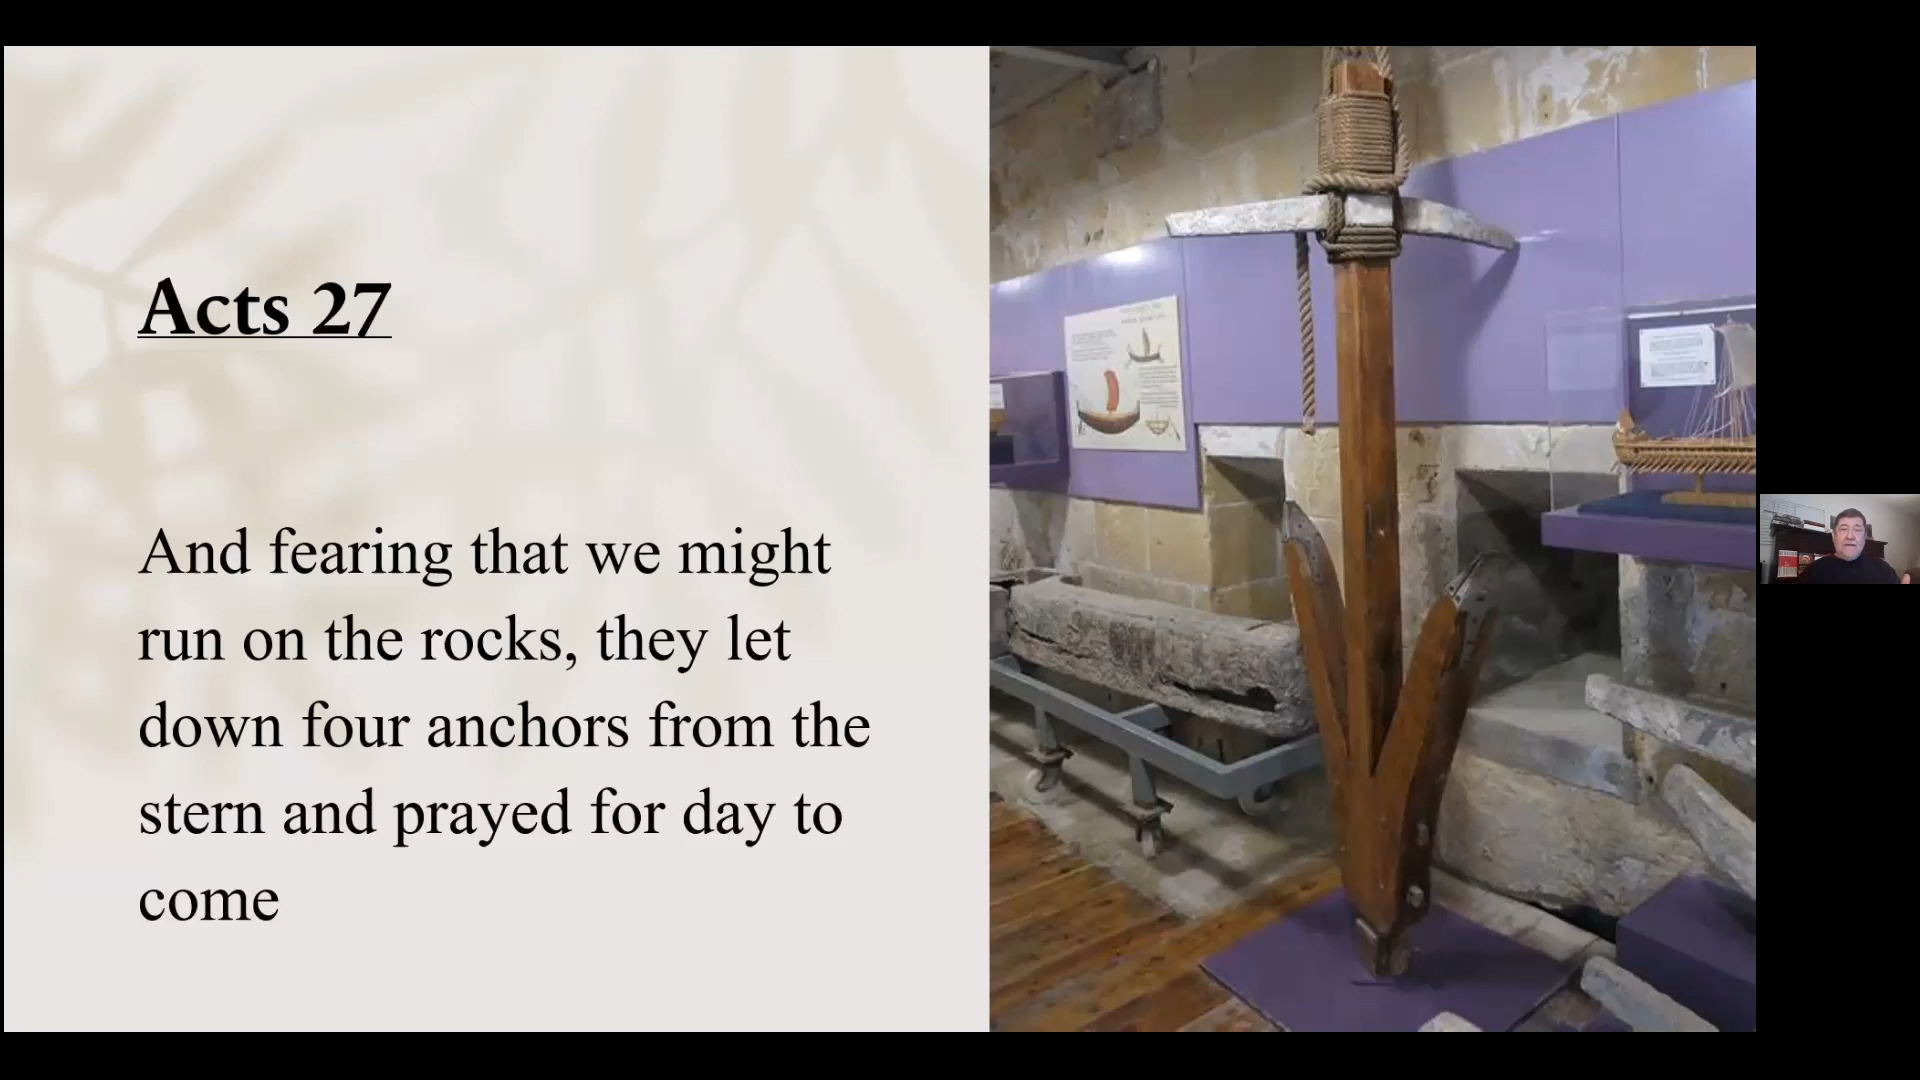 Acts 27
And fearing that we might
run on the rocks, they let
down four anchors from the
stern and prayed for day to
come